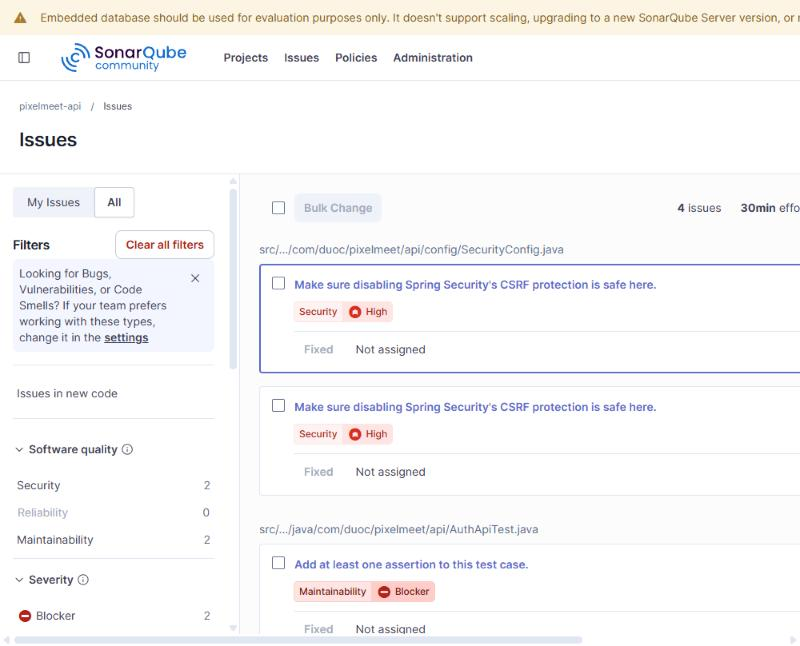 Embedded database should be used for evaluation purposes only. It doesn't support scaling, upgrading to a new SonarQube Server version, or
SonarQube
community
Projects
Issues
Policies
Administration
pixelmeet-api / Issues
Issues
My Issues
All
Bulk Change
4 issues
30min effo
Filters
Clear all filters
Looking for Bugs,
Vulnerabilities, or Code
Smells? If your team prefers
working with these types,
change it in the settings
Issues in new code
Software quality
Security 2
Reliability 0
Maintainability 2
Severity
Blocker 2
src/.../com/duoc/pixelmeet/api/config/SecurityConfig.java
Make sure disabling Spring Security's CSRF protection is safe here.
Security High
Fixed Not assigned
Make sure disabling Spring Security's CSRF protection is safe here.
Security High
Fixed Not assigned
src/.../java/com/duoc/pixelmeet/api/AuthApiTest.java
Add at least one assertion to this test case.
Maintainability Blocker
Fixed Not assigned